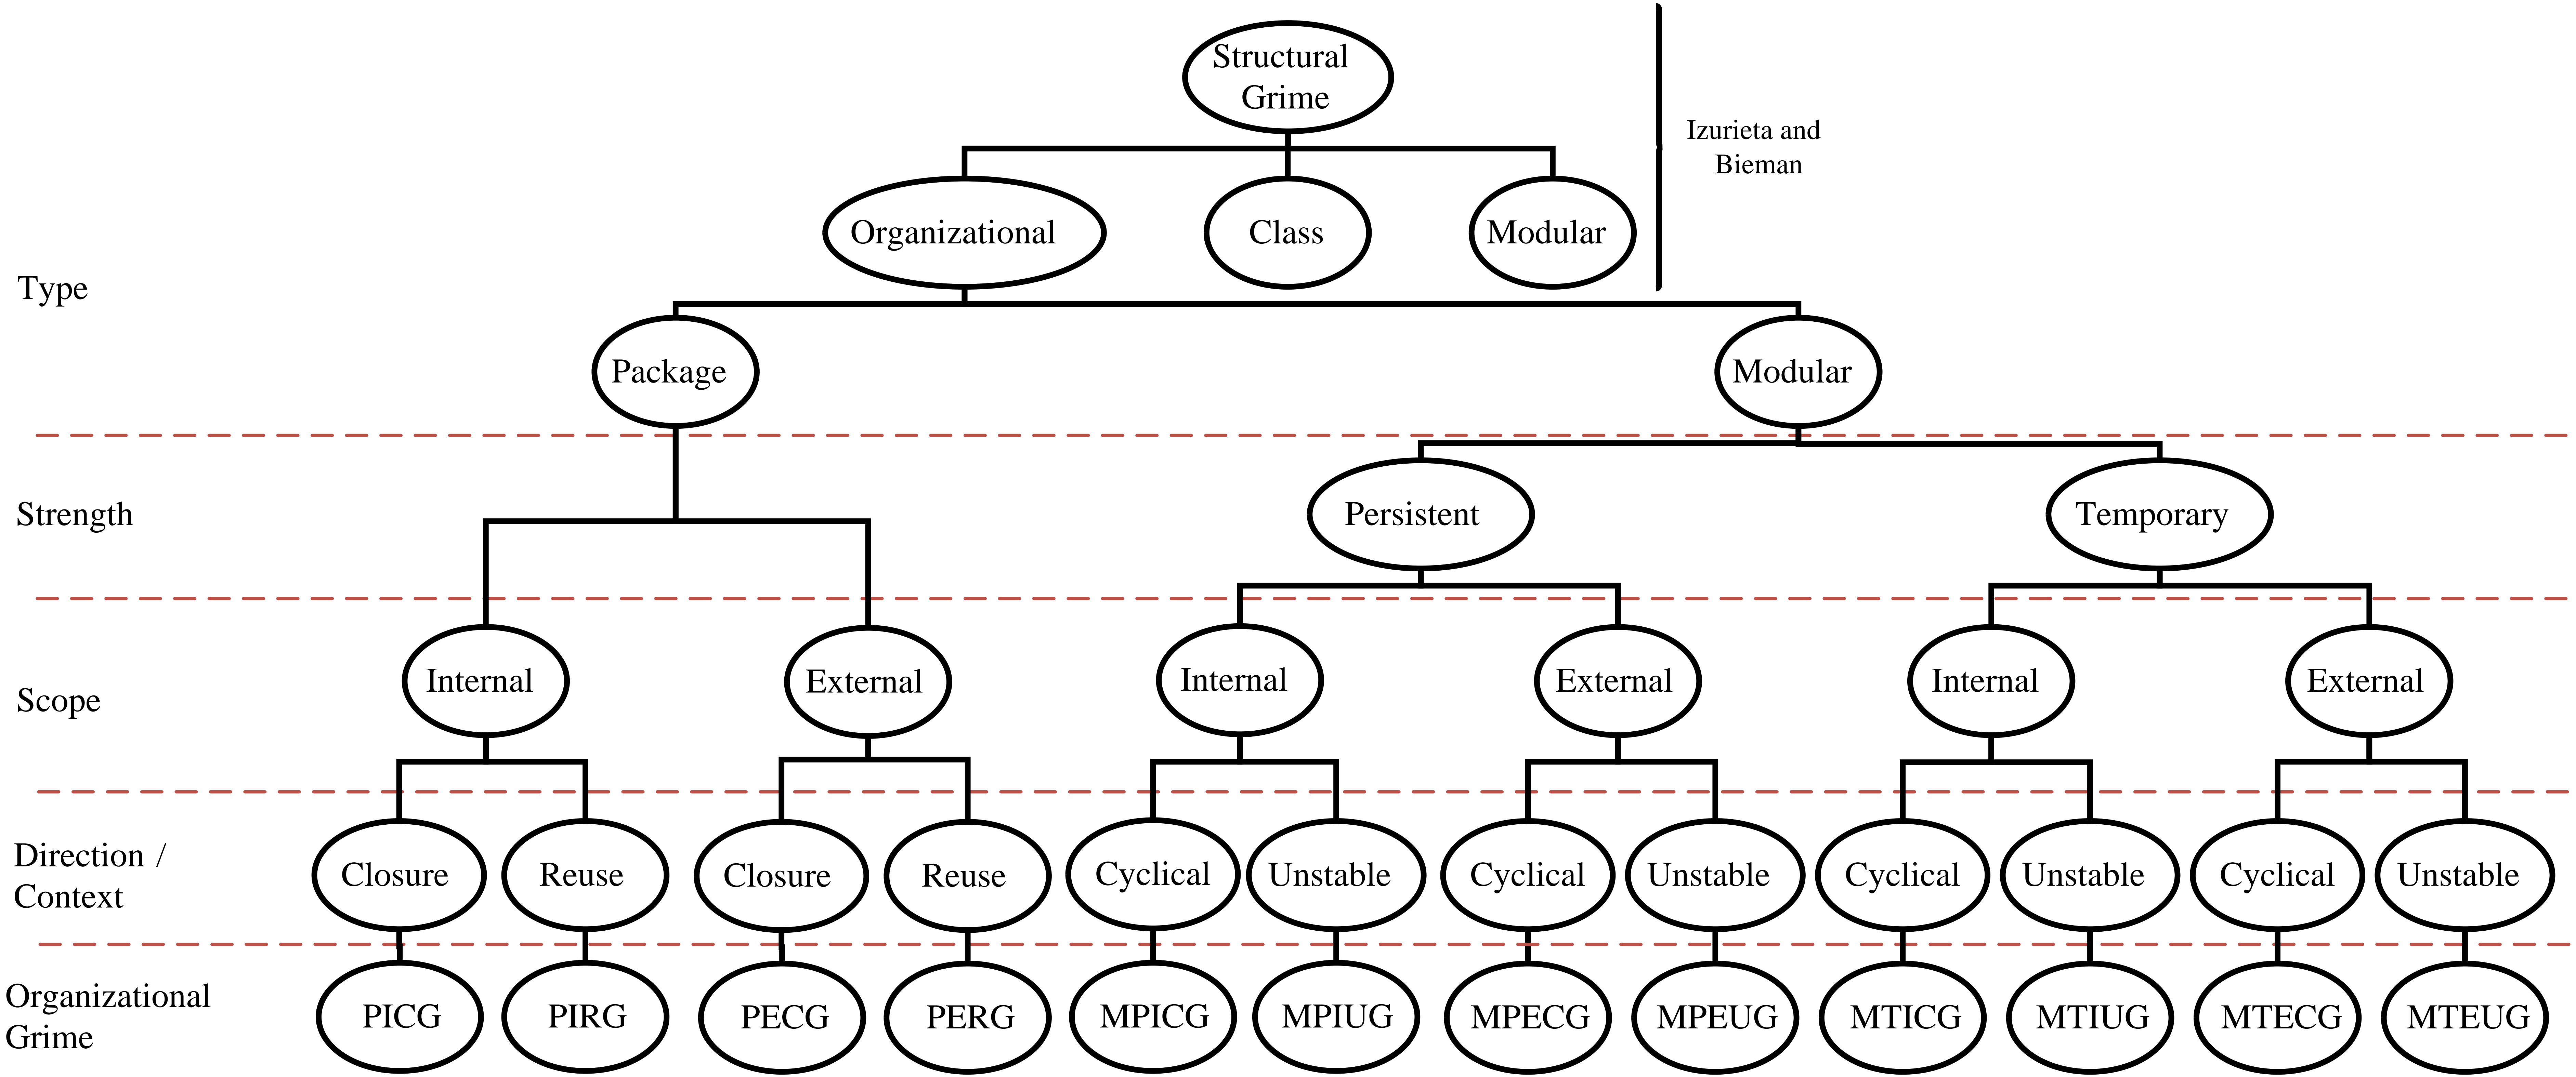 Structural
Grime
Izurieta and
Bieman
Organizational
Class
Modular
Type
Package
Modular
Strength
Persistent
Temporary
Scope
Internal
External
Internal
External
Internal
External
Direction /
Context
Closure
Reuse
Closure
Reuse
Cyclical
Unstable
Cyclical
Unstable
Cyclical
Unstable
Cyclical
Unstable
Organizational
Grime
PICG
PIRG
PECG
PERG
MPICG
MPIUG
MPECG
MPEUG
MTICG
MTIUG
MTECG
MTEUG